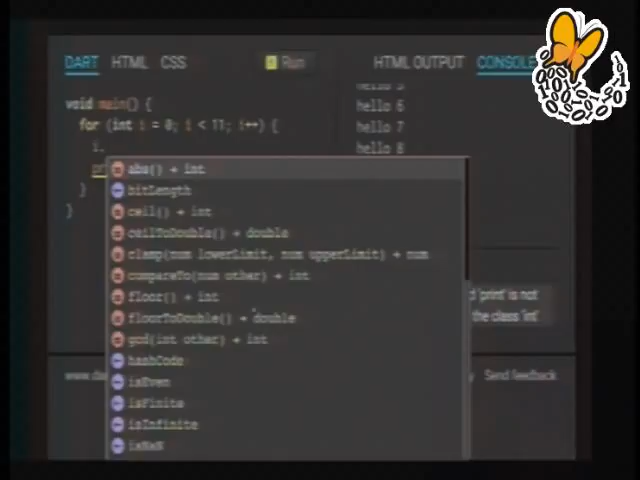 DART HTML CSS Run HTML OUTPUT CONSOLE
void main() {
for (int i = 0; i < 11; i++) {
i.
}
}
abs() → int
bitLength
ceil() → int
ceilToDouble() → double
clamp(num lowerLimit, num upperLimit) → num
compareTo(num other) → int
floor() → int
floorToDouble() → double
gcd(int other) → int
hashCode
isEven
isFinite
isInfinite
isNaN
hello 5
hello 6
hello 7
hello 8
'print' is not
the class 'int'
Send feedback